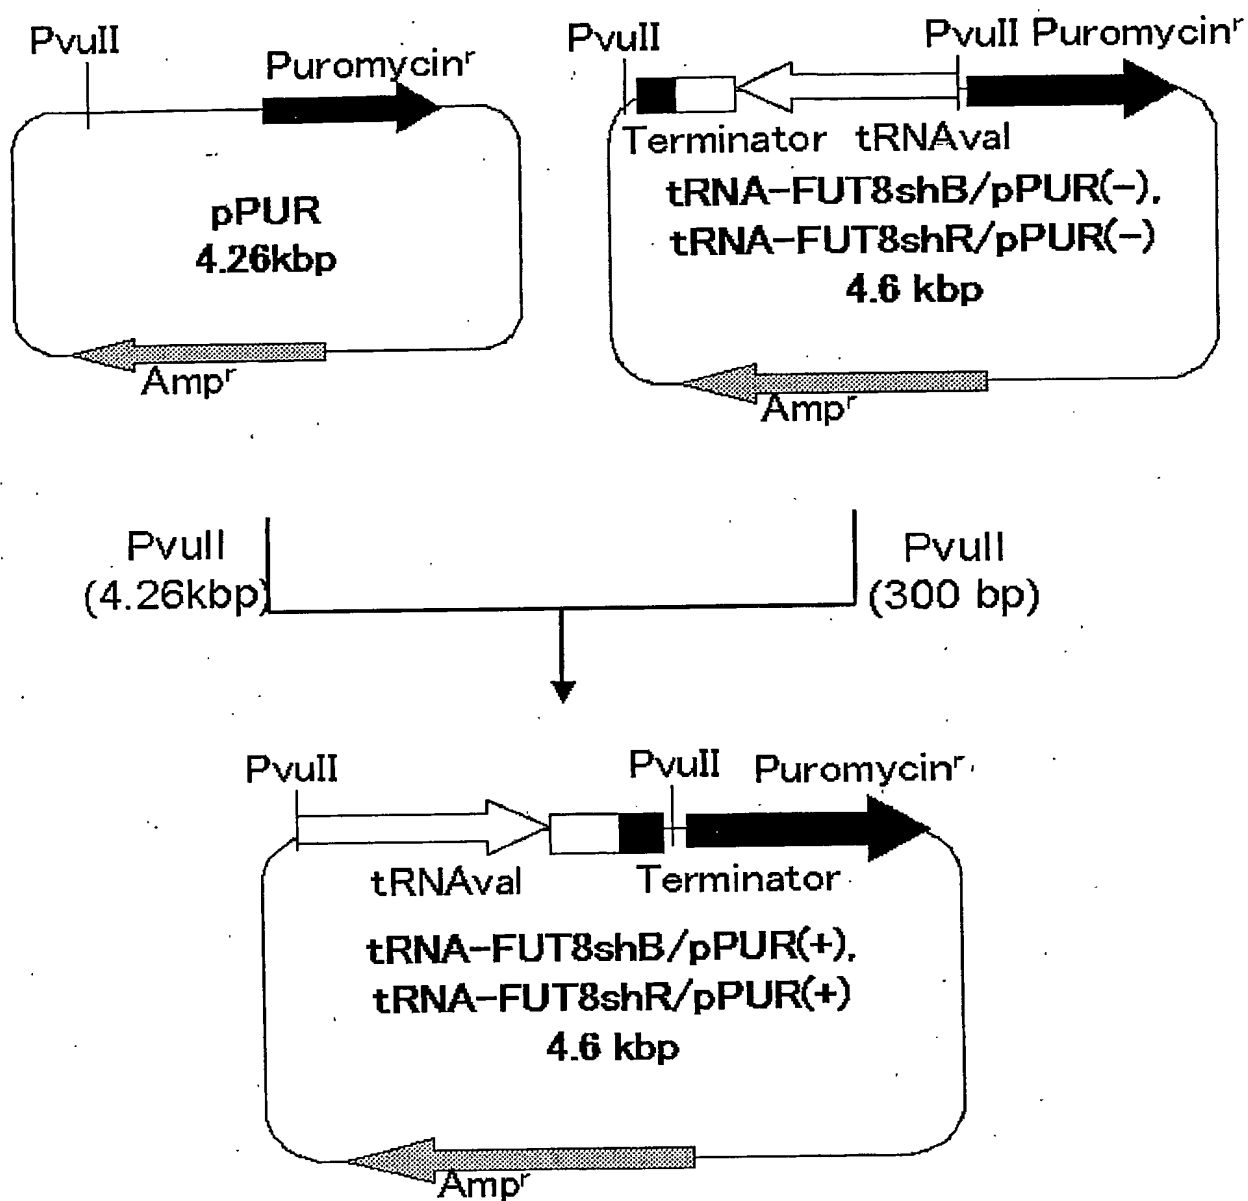 PvuII
Puromycinʳ
pPUR
4.26kbp
Ampʳ
PvuII
PvuII Puromycinʳ
Terminator tRNAval
tRNA-FUT8shB/pPUR(-),
tRNA-FUT8shR/pPUR(-)
4.6 kbp
Ampʳ
PvuII
(4.26kbp)
PvuII
(300 bp)
PvuII
PvuII
Puromycinʳ
tRNAval
Terminator
tRNA-FUT8shB/pPUR(+),
tRNA-FUT8shR/pPUR(+)
4.6 kbp
Ampʳ